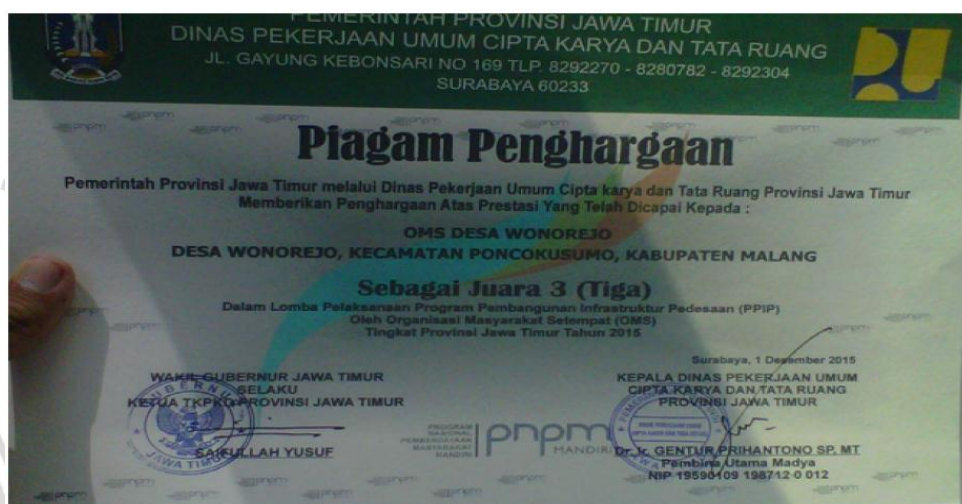 PEMERINTAH PROVINSI JAWA TIMUR
DINAS PEKERJAAN UMUM CIPTA KARYA DAN TATA RUANG
JL. GAYUNG KEBONSARI NO 169 TLP. 8292270 - 8280782 - 8292304
SURABAYA 60233
Piagam Penghargaan
Pemerintah Provinsi Jawa Timur melalui Dinas Pekerjaan Umum Cipta karya dan Tata Ruang Provinsi Jawa Timur
Memberikan Penghargaan Atas Prestasi Yang Telah Dicapai Kepada :
OMS DESA WONOREJO
DESA WONOREJO, KECAMATAN PONCOKUSUMO, KABUPATEN MALANG
Sebagai Juara 3 (Tiga)
Dalam Lomba Pelaksanaan Program Pembangunan Infrastruktur Pedesaan (PPIP)
Oleh Organisasi Masyarakat Setempat (OMS)
Tingkat Provinsi Jawa Timur Tahun 2015
Surabaya, 1 Desember 2015
WAKIL GUBERNUR JAWA TIMUR
SELAKU
KETUA TKPKD PROVINSI JAWA TIMUR
SAIFULLAH YUSUF
KEPALA DINAS PEKERJAAN UMUM
CIPTA KARYA DAN TATA RUANG
PROVINSI JAWA TIMUR
Dr. Ir. GENTUR PRIHANTONO SP, MT
Pembina Utama Madya
NIP 19590109 198712 0 012
PROGRAM
NASIONAL
PEMBERDAYAAN
MASYARAKAT
MANDIRI
pnpm
MANDIRI